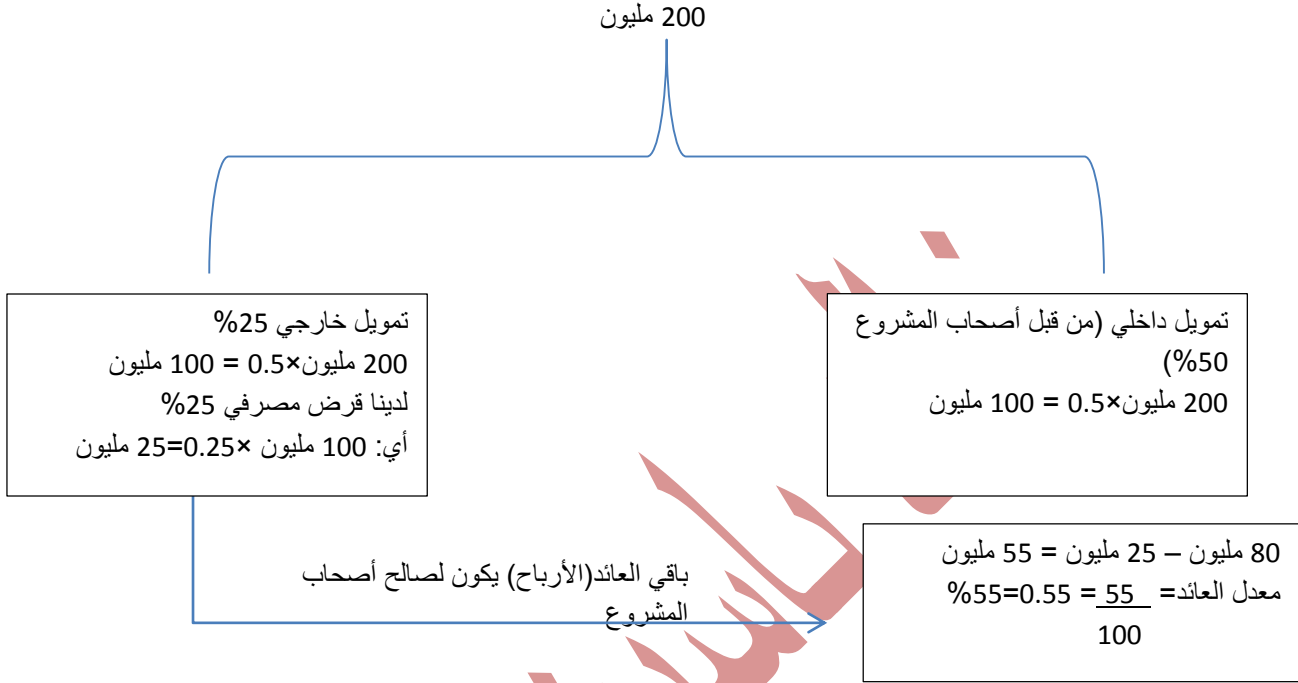 200 مليون
تمويل داخلي (من قبل أصحاب المشروع
50%)
200 مليون×0.5 = 100 مليون
تمويل خارجي 25%
200 مليون×0.5 = 100 مليون
لدينا قرض مصرفي 25%
أي: 100 مليون ×0.25=25 مليون
باقي العائد(الأرباح) يكون لصالح أصحاب
المشروع
80 مليون – 25 مليون = 55 مليون
معدل العائد= 55 = 0.55=55%
100